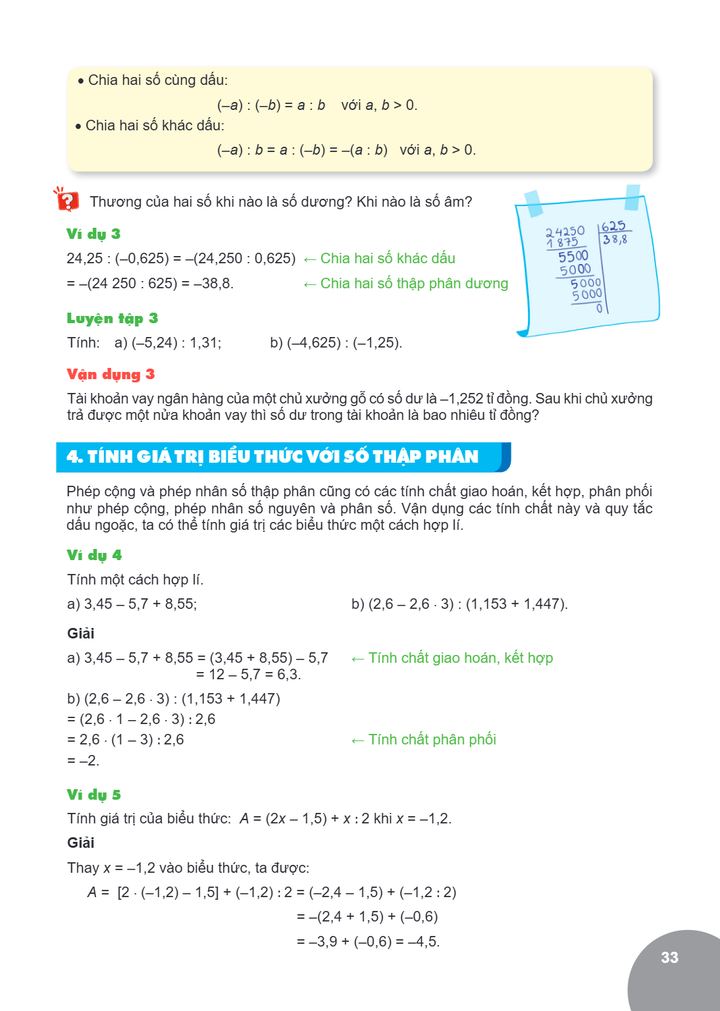 • Chia hai số cùng dấu:
(–a) : (–b) = a : b với a, b > 0.
• Chia hai số khác dấu:
(–a) : b = a : (–b) = –(a : b) với a, b > 0.
? Thương của hai số khi nào là số dương? Khi nào là số âm?
Ví dụ 3
24,25 : (–0,625) = –(24,250 : 0,625) ← Chia hai số khác dấu
= –(24 250 : 625) = –38,8. ← Chia hai số thập phân dương
24250 625
1875 38,8
5500
5000
5000
5000
0
Luyện tập 3
Tính: a) (–5,24) : 1,31; b) (–4,625) : (–1,25).
Vận dụng 3
Tài khoản vay ngân hàng của một chủ xưởng gỗ có số dư là –1,252 tỉ đồng. Sau khi chủ xưởng
trả được một nửa khoản vay thì số dư trong tài khoản là bao nhiêu tỉ đồng?
4. TÍNH GIÁ TRỊ BIỂU THỨC VỚI SỐ THẬP PHÂN
Phép cộng và phép nhân số thập phân cũng có các tính chất giao hoán, kết hợp, phân phối
như phép cộng, phép nhân số nguyên và phân số. Vận dụng các tính chất này và quy tắc
dấu ngoặc, ta có thể tính giá trị các biểu thức một cách hợp lí.
Ví dụ 4
Tính một cách hợp lí.
a) 3,45 – 5,7 + 8,55; b) (2,6 – 2,6 · 3) : (1,153 + 1,447).
Giải
a) 3,45 – 5,7 + 8,55 = (3,45 + 8,55) – 5,7 ← Tính chất giao hoán, kết hợp
= 12 – 5,7 = 6,3.
b) (2,6 – 2,6 · 3) : (1,153 + 1,447)
= (2,6 · 1 – 2,6 · 3) : 2,6
= 2,6 · (1 – 3) : 2,6 ← Tính chất phân phối
= –2.
Ví dụ 5
Tính giá trị của biểu thức: A = (2x – 1,5) + x : 2 khi x = –1,2.
Giải
Thay x = –1,2 vào biểu thức, ta được:
A = [2 · (–1,2) – 1,5] + (–1,2) : 2 = (–2,4 – 1,5) + (–1,2 : 2)
= –(2,4 + 1,5) + (–0,6)
= –3,9 + (–0,6) = –4,5.
33